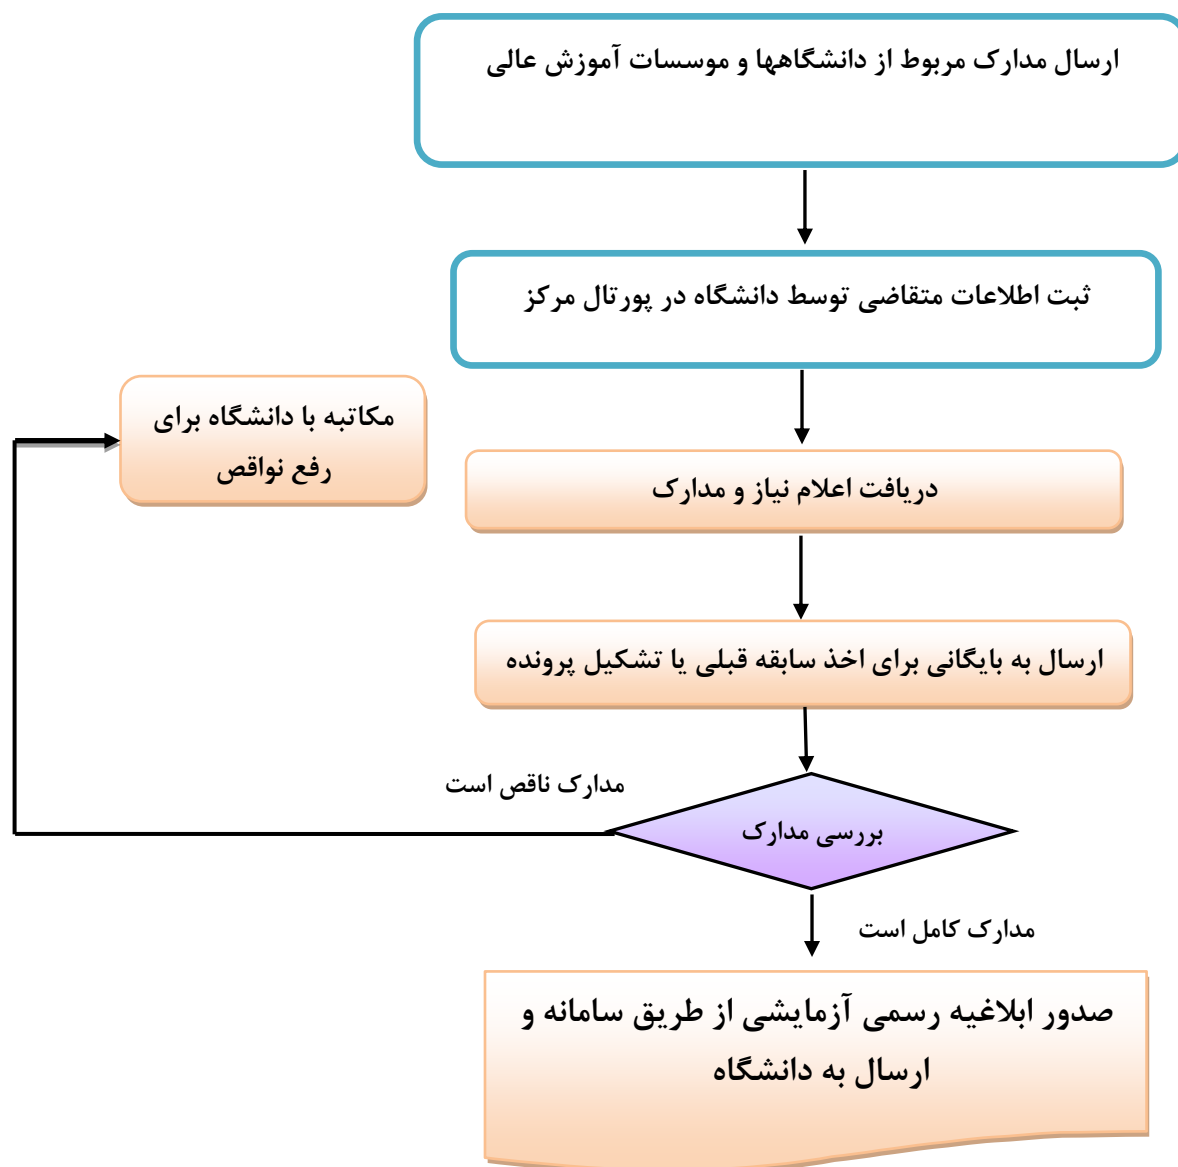 ارسال مدارک مربوط از دانشگاهها و موسسات آموزش عالی
ثبت اطلاعات متقاضی توسط دانشگاه در پورتال مرکز
مکاتبه با دانشگاه برای
رفع نواقص
دریافت اعلام نیاز و مدارک
ارسال به بایگانی برای اخذ سابقه قبلی یا تشکیل پرونده
مدارک ناقص است
بررسی مدارک
مدارک کامل است
صدور ابلاغیه رسمی آزمایشی از طریق سامانه و
ارسال به دانشگاه